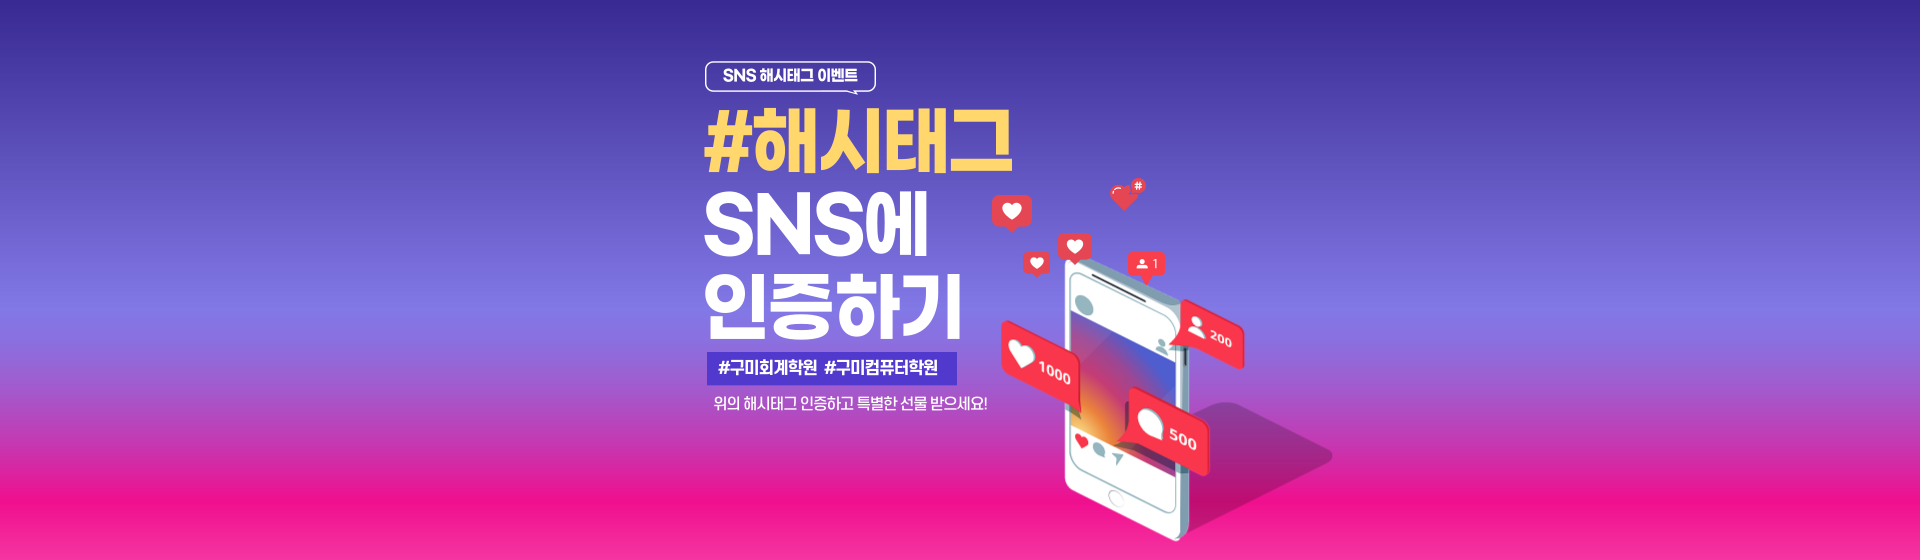 SNS 해시태그 이벤트
#해시태그
SNS에
인증하기
#구미회계학원 #구미컴퓨터학원
위의 해시태그 인증하고 특별한 선물 받으세요!
#
1
200
1000
500